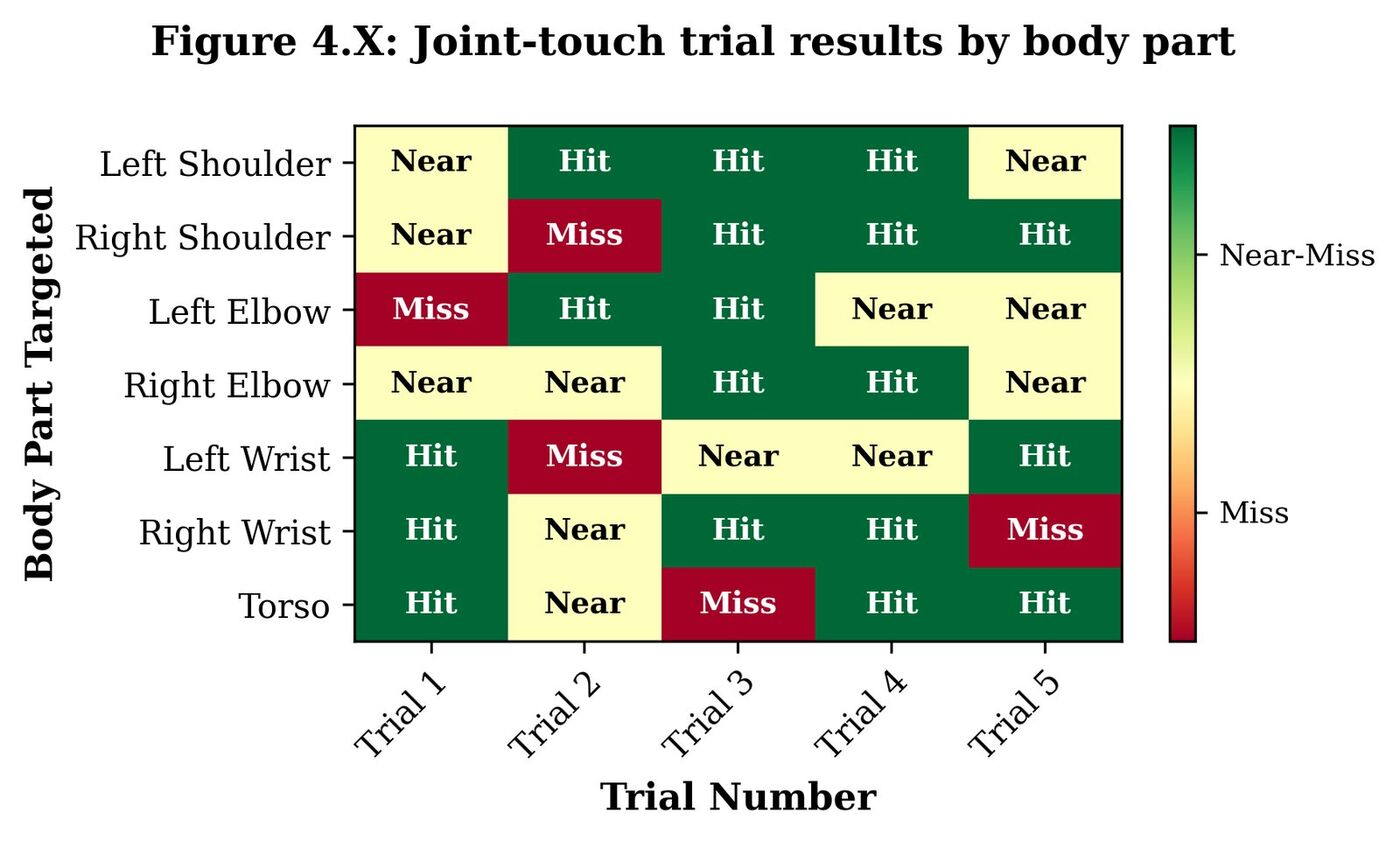 Figure 4.X: Joint-touch trial results by body part
Body Part Targeted
Left Shoulder Near Hit Hit Hit Near
Right Shoulder Near Miss Hit Hit Hit
Left Elbow Miss Hit Hit Near Near
Right Elbow Near Near Hit Hit Near
Left Wrist Hit Miss Near Near Hit
Right Wrist Hit Near Hit Hit Miss
Torso Hit Near Miss Hit Hit
Trial 1 Trial 2 Trial 3 Trial 4 Trial 5
Trial Number
Near-Miss
Miss